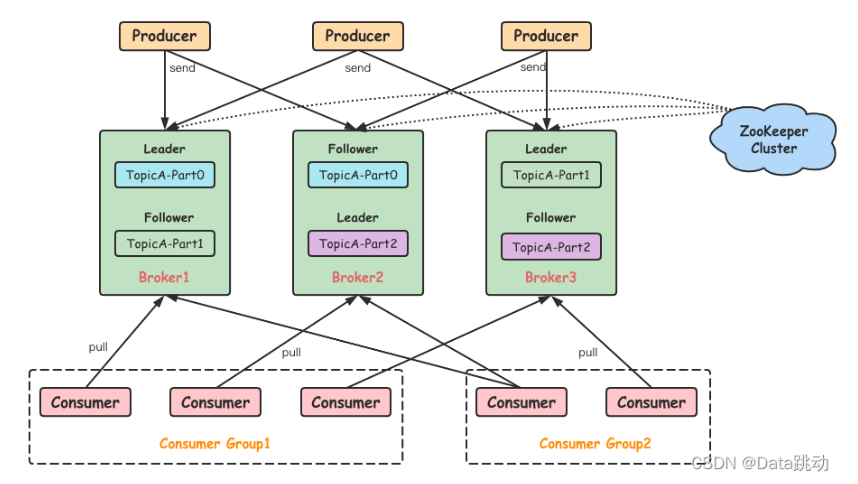 Producer
Producer
Producer
send
send
send
ZooKeeper
Cluster
Leader
TopicA-Part0
Follower
TopicA-Part1
Broker1
Follower
TopicA-Part0
Leader
TopicA-Part2
Broker2
Leader
TopicA-Part1
Follower
TopicA-Part2
Broker3
pull
pull
pull
Consumer
Consumer
Consumer
Consumer Group1
Consumer
Consumer
Consumer Group2
CSDN @Data跳动